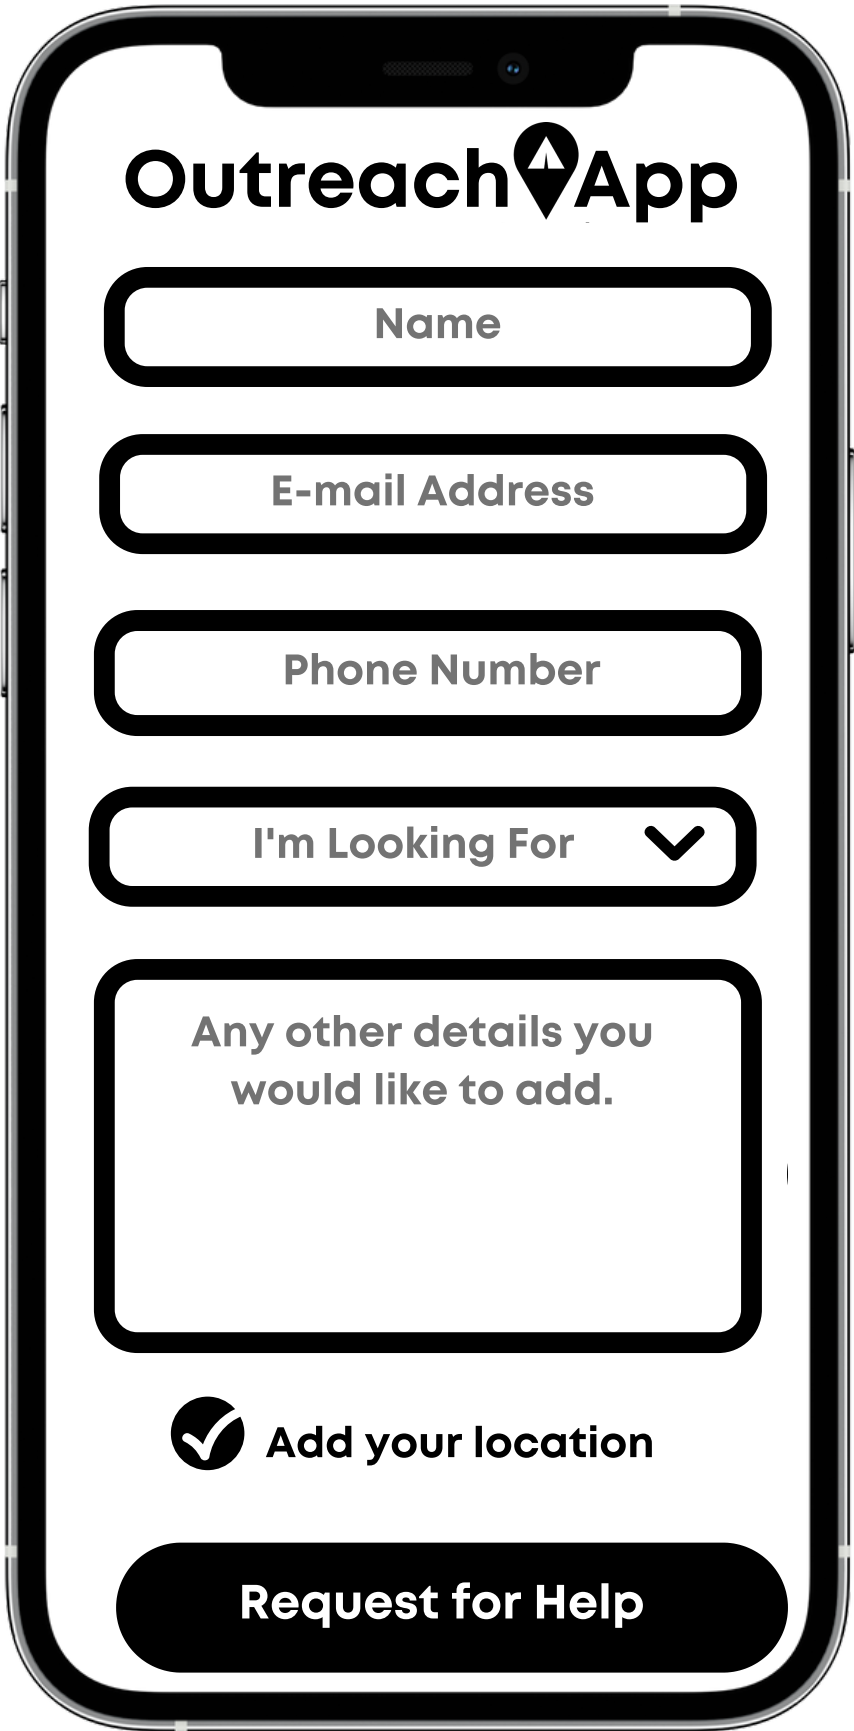 Outreach App
Name
E-mail Address
Phone Number
I'm Looking For
Any other details you
would like to add.
Add your location
Request for Help